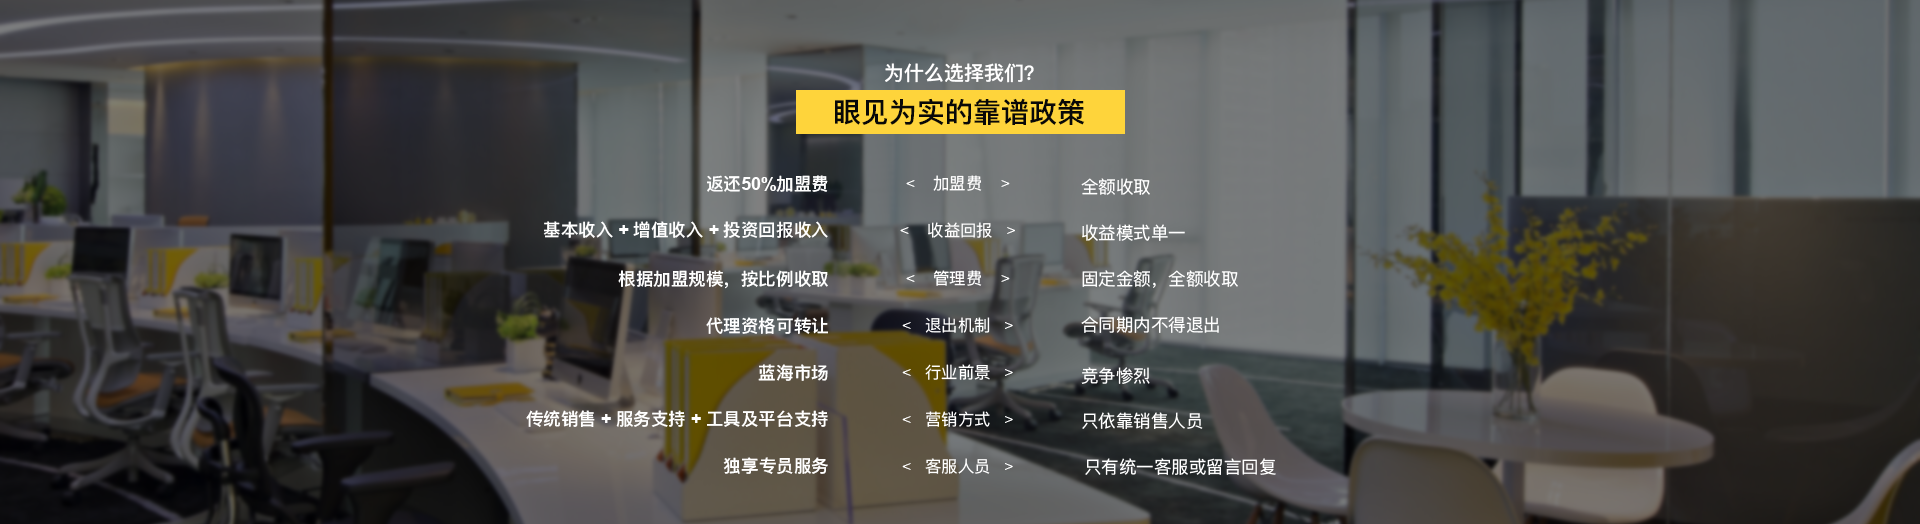 为什么选择我们?
眼见为实的靠谱政策
返还50%加盟费 < 加盟费 > 全额收取
基本收入 + 增值收入 + 投资回报收入 < 收益回报 > 收益模式单一
根据加盟规模，按比例收取 < 管理费 > 固定金额，全额收取
代理资格可转让 < 退出机制 > 合同期内不得退出
蓝海市场 < 行业前景 > 竞争惨烈
传统销售 + 服务支持 + 工具及平台支持 < 营销方式 > 只依靠销售人员
独享专员服务 < 客服人员 > 只有统一客服或留言回复